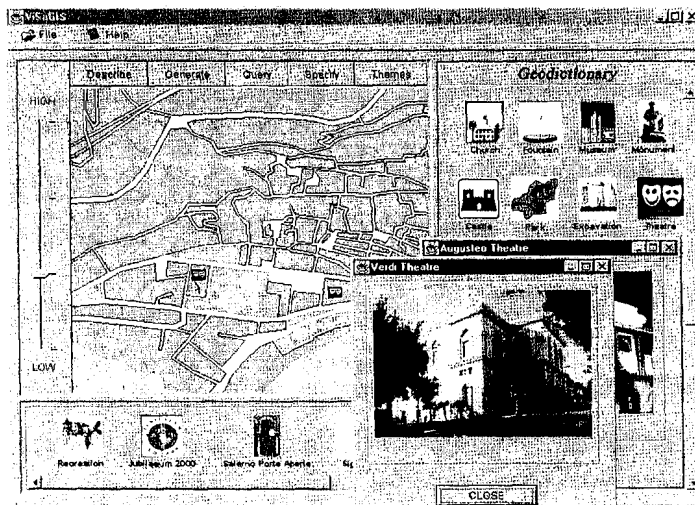 VisualGIS
File Help
Describe Generate Query Specify Themes
Geodictionary
HIGH
Church Fountain Museum Monument
Castle Park Excavation Theatre
Augusteo Theatre
Verdi Theatre
LOW
Recreation Jubilaeum 2000 Salerno Porte Aperte
CLOSE